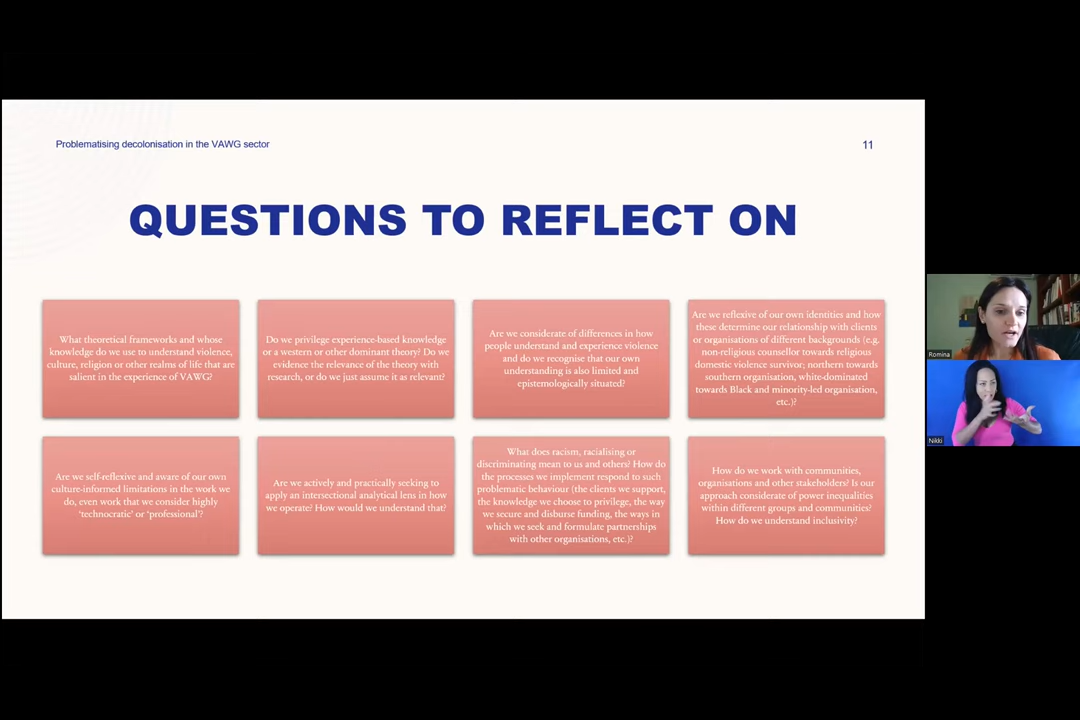 Problematising decolonisation in the VAWG sector
11
QUESTIONS TO REFLECT ON
What theoretical frameworks and whose
knowledge do we use to understand violence,
culture, religion or other realms of life that are
salient in the experience of VAWG?
Do we privilege experience-based knowledge
or a western or other dominant theory? Do we
evidence the relevance of the theory with
research, or do we just assume it as relevant?
Are we considerate of differences in how
people understand and experience violence
and do we recognise that our own
understanding is also limited and
epistemologically situated?
Are we reflexive of our own identities and how
these determine our relationship with clients
or organisations of different backgrounds (e.g.
non-religious counsellor towards religious
domestic violence survivor; northern towards
southern organisation, white-dominated
towards Black and minority-led organisation,
etc.)?
Are we self-reflexive and aware of our own
culture-informed limitations in the work we
do, even work that we consider highly
‘technocratic’ or ‘professional’?
Are we actively and practically seeking to
apply an intersectional analytical lens in how
we operate? How would we understand that?
What does racism, racialising or
discriminating mean to us and others? How do
the processes we implement respond to such
problematic behaviour (the clients we support,
the knowledge we choose to privilege, the way
we secure and disburse funding, the ways in
which we seek and formulate partnerships
with other organisations, etc.)?
How do we work with communities,
organisations and other stakeholders? Is our
approach considerate of power inequalities
within different groups and communities?
How do we understand inclusivity?
Romina
Nikki